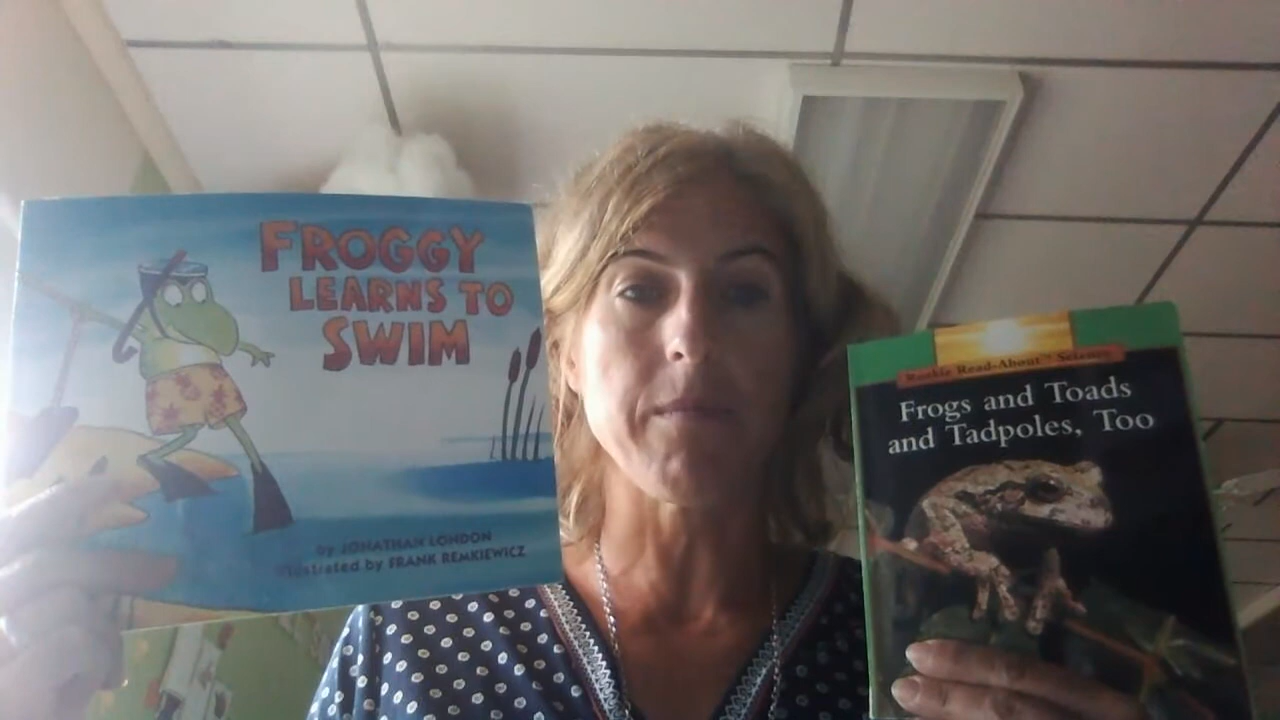 FROGGY
LEARNS TO
SWIM
by JONATHAN LONDON
illustrated by FRANK REMKIEWICZ
Rookie Read-About™ Science
Frogs and Toads
and Tadpoles, Too